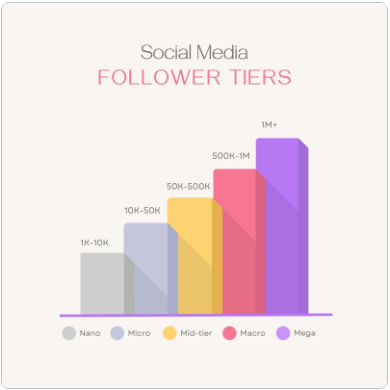 Social Media
FOLLOWER TIERS
1M+
500K-1M
50K-500K
10K-50K
1K-10K
Nano Micro Mid-tier Macro Mega